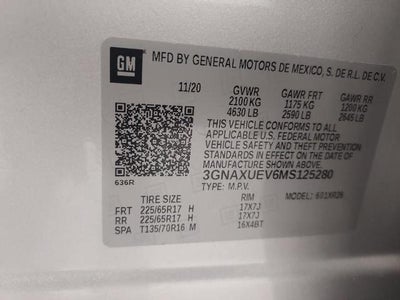 GM
MFD BY GENERAL MOTORS DE MEXICO, S. DE R.L. DE C.V.
11/20 GVWR GAWR FRT GAWR RR
2100 KG 1175 KG 1200 KG
4630 LB 2590 LB 2645 LB
THIS VEHICLE CONFORMS TO ALL
APPLICABLE U.S. FEDERAL MOTOR
VEHICLE SAFETY AND THEFT PREVENTION
STANDARDS IN EFFECT ON THE DATE OF
MANUFACTURE SHOWN ABOVE.
3GNAXUEV6MS125280
636R TYPE: M.P.V. MODEL:
TIRE SIZE RIM
FRT 225/65R17 H 17X7J
RR 225/65R17 H 17X7J
SPA T135/70R16 M 16X4BT